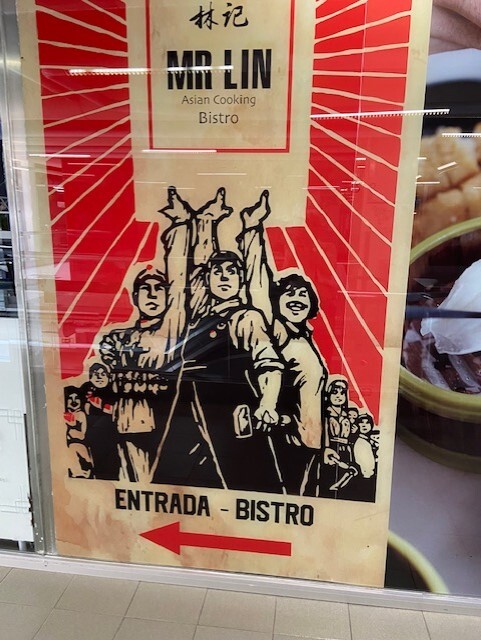 林记
MR LIN
Asian Cooking
Bistro
ENTRADA - BISTRO